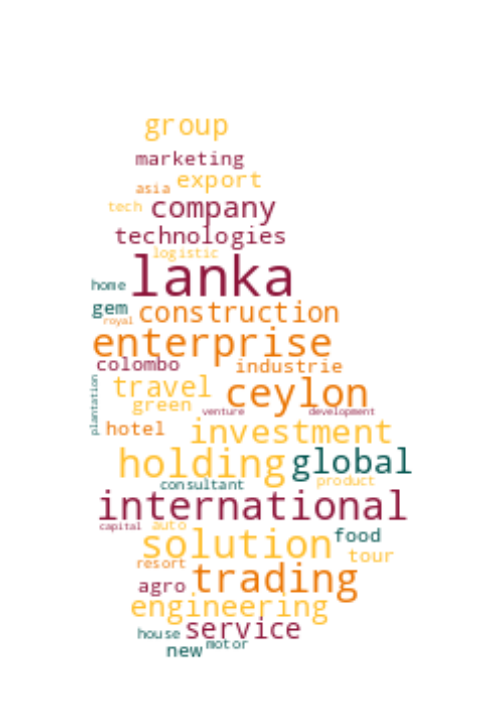 group
marketing
asia export
tech company
technologies
logistic
home lanka
gem construction
royal
enterprise
colombo industrie
plantation travel ceylon
green venture development
hotel investment
holding global
consultant product
international
capital auto
solution food
resort tour
agro trading
engineering
house service
new motor